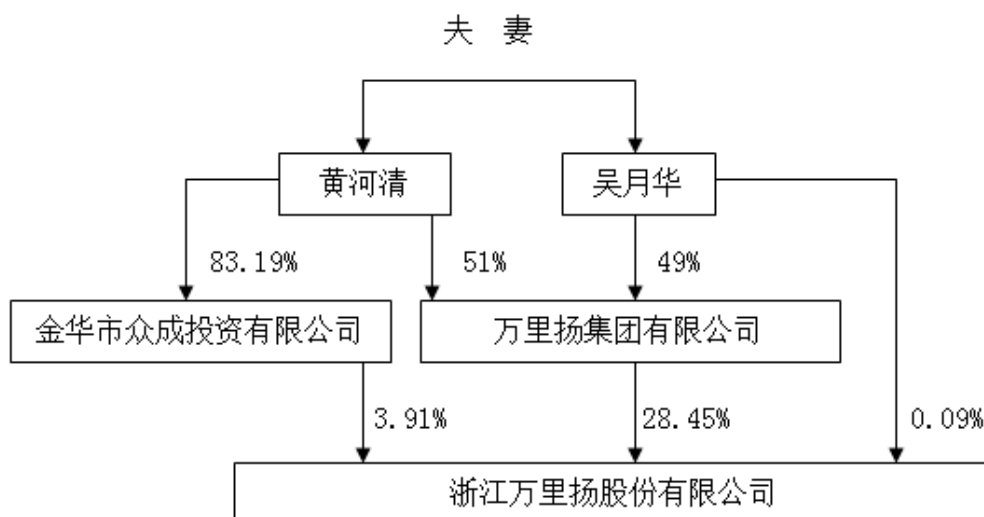 夫 妻
黄河清
吴月华
83.19%
51%
49%
金华市众成投资有限公司
万里扬集团有限公司
3.91%
28.45%
0.09%
浙江万里扬股份有限公司